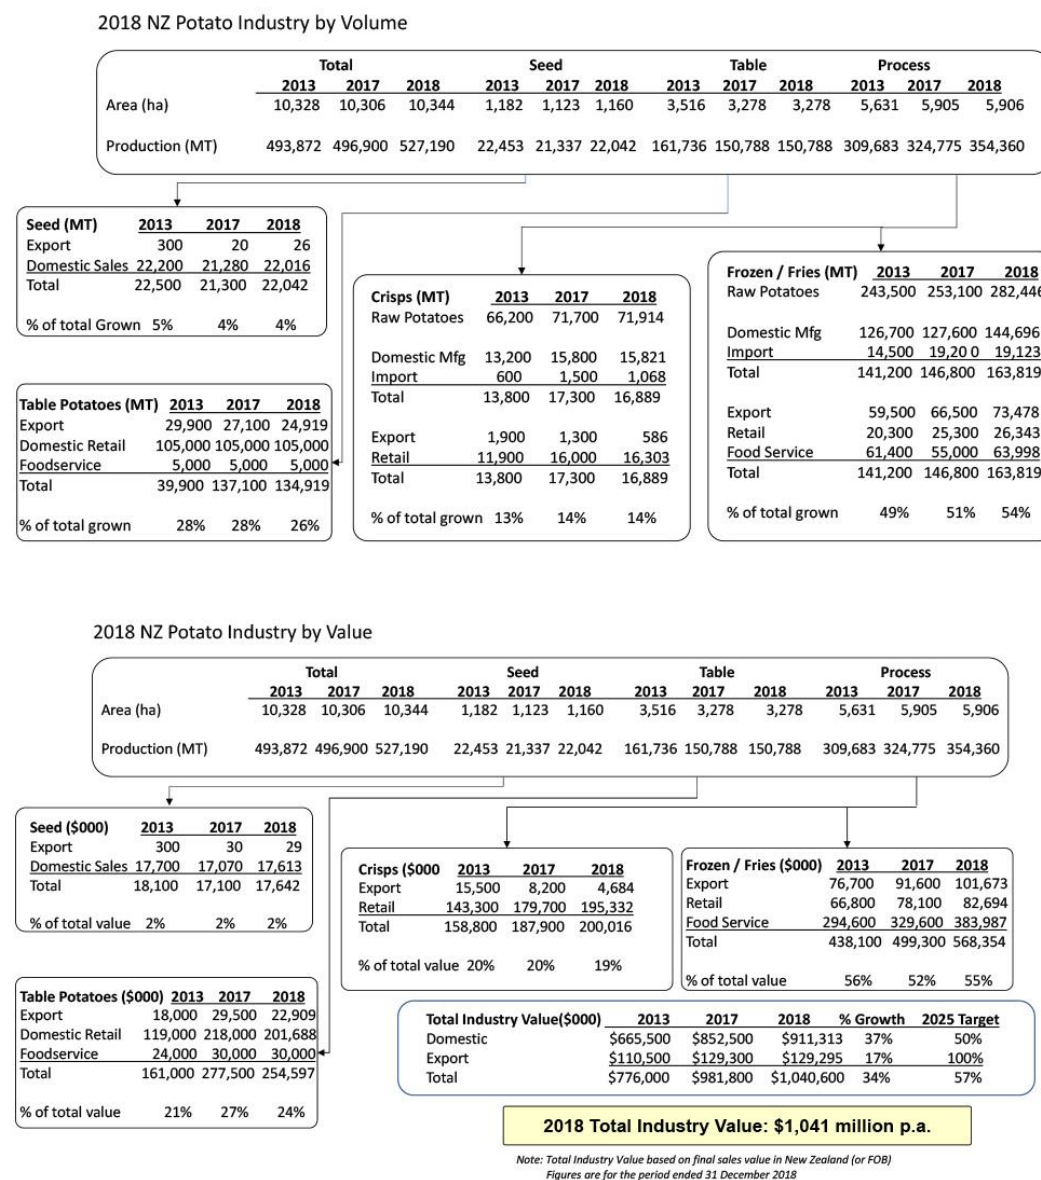 2018 NZ Potato Industry by Volume
Total Seed Table Process
2013 2017 2018 2013 2017 2018 2013 2017 2018 2013 2017 2018
Area (ha) 10,328 10,306 10,344 1,182 1,123 1,160 3,516 3,278 3,278 5,631 5,905 5,906
Production (MT) 493,872 496,900 527,190 22,453 21,337 22,042 161,736 150,788 150,788 309,683 324,775 354,360
Seed (MT) 2013 2017 2018
Export 300 20 26
Domestic Sales 22,200 21,280 22,016
Total 22,500 21,300 22,042
% of total Grown 5% 4% 4%
Table Potatoes (MT) 2013 2017 2018
Export 29,900 27,100 24,919
Domestic Retail 105,000 105,000 105,000
Foodservice 5,000 5,000 5,000
Total 39,900 137,100 134,919
% of total grown 28% 28% 26%
Crisps (MT) 2013 2017 2018
Raw Potatoes 66,200 71,700 71,914
Domestic Mfg 13,200 15,800 15,821
Import 600 1,500 1,068
Total 13,800 17,300 16,889
Export 1,900 1,300 586
Retail 11,900 16,000 16,303
Total 13,800 17,300 16,889
% of total grown 13% 14% 14%
Frozen / Fries (MT) 2013 2017 2018
Raw Potatoes 243,500 253,100 282,446
Domestic Mfg 126,700 127,600 144,696
Import 14,500 19,20 0 19,123
Total 141,200 146,800 163,819
Export 59,500 66,500 73,478
Retail 20,300 25,300 26,343
Food Service 61,400 55,000 63,998
Total 141,200 146,800 163,819
% of total grown 49% 51% 54%
2018 NZ Potato Industry by Value
Total Seed Table Process
2013 2017 2018 2013 2017 2018 2013 2017 2018 2013 2017 2018
Area (ha) 10,328 10,306 10,344 1,182 1,123 1,160 3,516 3,278 3,278 5,631 5,905 5,906
Production (MT) 493,872 496,900 527,190 22,453 21,337 22,042 161,736 150,788 150,788 309,683 324,775 354,360
Seed ($000) 2013 2017 2018
Export 300 30 29
Domestic Sales 17,700 17,070 17,613
Total 18,100 17,100 17,642
% of total value 2% 2% 2%
Table Potatoes ($000) 2013 2017 2018
Export 18,000 29,500 22,909
Domestic Retail 119,000 218,000 201,688
Foodservice 24,000 30,000 30,000
Total 161,000 277,500 254,597
% of total value 21% 27% 24%
Crisps ($000 2013 2017 2018
Export 15,500 8,200 4,684
Retail 143,300 179,700 195,332
Total 158,800 187,900 200,016
% of total value 20% 20% 19%
Frozen / Fries ($000) 2013 2017 2018
Export 76,700 91,600 101,673
Retail 66,800 78,100 82,694
Food Service 294,600 329,600 383,987
Total 438,100 499,300 568,354
% of total value 56% 52% 55%
Total Industry Value($000) 2013 2017 2018 % Growth 2025 Target
Domestic $665,500 $852,500 $911,313 37% 50%
Export $110,500 $129,300 $129,295 17% 100%
Total $776,000 $981,800 $1,040,600 34% 57%
2018 Total Industry Value: $1,041 million p.a.
Note: Total Industry Value based on final sales value in New Zealand (or FOB)
Figures are for the period ended 31 December 2018